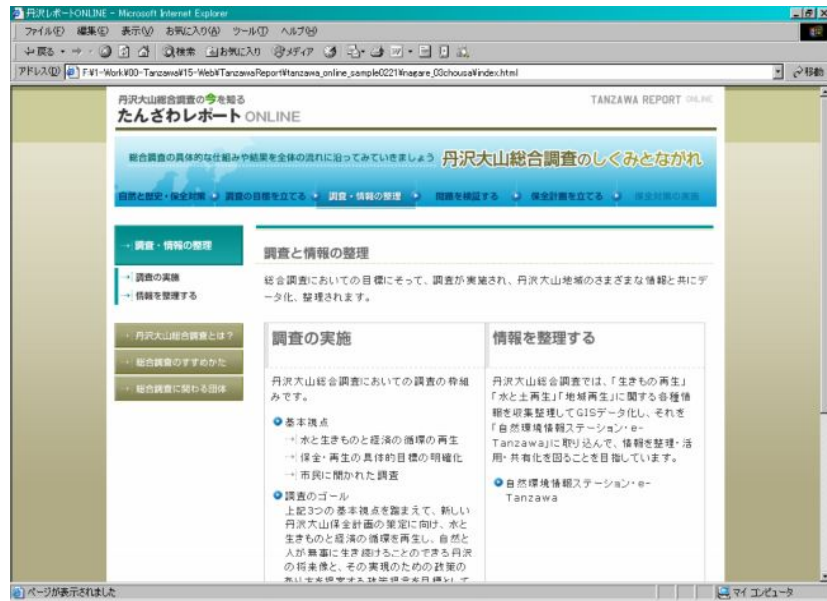 丹沢レポートONLINE - Microsoft Internet Explorer
ファイル(F) 編集(E) 表示(V) お気に入り(A) ツール(T) ヘルプ(H)
戻る 検索 お気に入り メディア
アドレス(D) F:¥1-Work¥00-Tanzawa¥15-Web¥TanzawaReport¥tanzawa_online_sample0221¥nagare_03chousa¥index.html 移動
丹沢大山総合調査の今を知る
たんざわレポート ONLINE
TANZAWA REPORT ONLINE
総合調査の具体的な仕組みや結果を全体の流れに沿ってみていきましょう 丹沢大山総合調査のしくみとながれ
自然と歴史・保全対策 調査の目標を立てる 調査・情報の整理 問題を検証する 保全計画を立てる 保全対策の実施
→ 調査・情報の整理
→ 調査の実施
→ 情報を整理する
丹沢大山総合調査とは?
総合調査のすすめかた
総合調査に関わる団体
調査と情報の整理
総合調査においての目標にそって、調査が実施され、丹沢大山地域のさまざまな情報と共にデ
ータ化、整理されます。
調査の実施
丹沢大山総合調査においての調査の枠組
みです。
基本視点
→ 水と生きものと経済の循環の再生
→ 保全・再生の具体的目標の明確化
→ 市民に開かれた調査
調査のゴール
上記3つの基本視点を踏まえて、新しい
丹沢大山保全計画の策定に向け、水と
生きものと経済の循環を再生し、自然と
人が無事に生き続けることのできる丹沢
の将来像と、その実現のための政策の
あり方を提案する政策提言を目標として
情報を整理する
丹沢大山総合調査では、「生きもの再生」
「水と土再生」「地域再生」に関する各種情
報を収集整理してGISデータ化し、それを
「自然環境情報ステーション・e-
Tanzawa」に取り込んで、情報を整理・活
用・共有化を図ることを目指しています。
自然環境情報ステーション・e-
Tanzawa
ページが表示されました
マイ コンピュータ